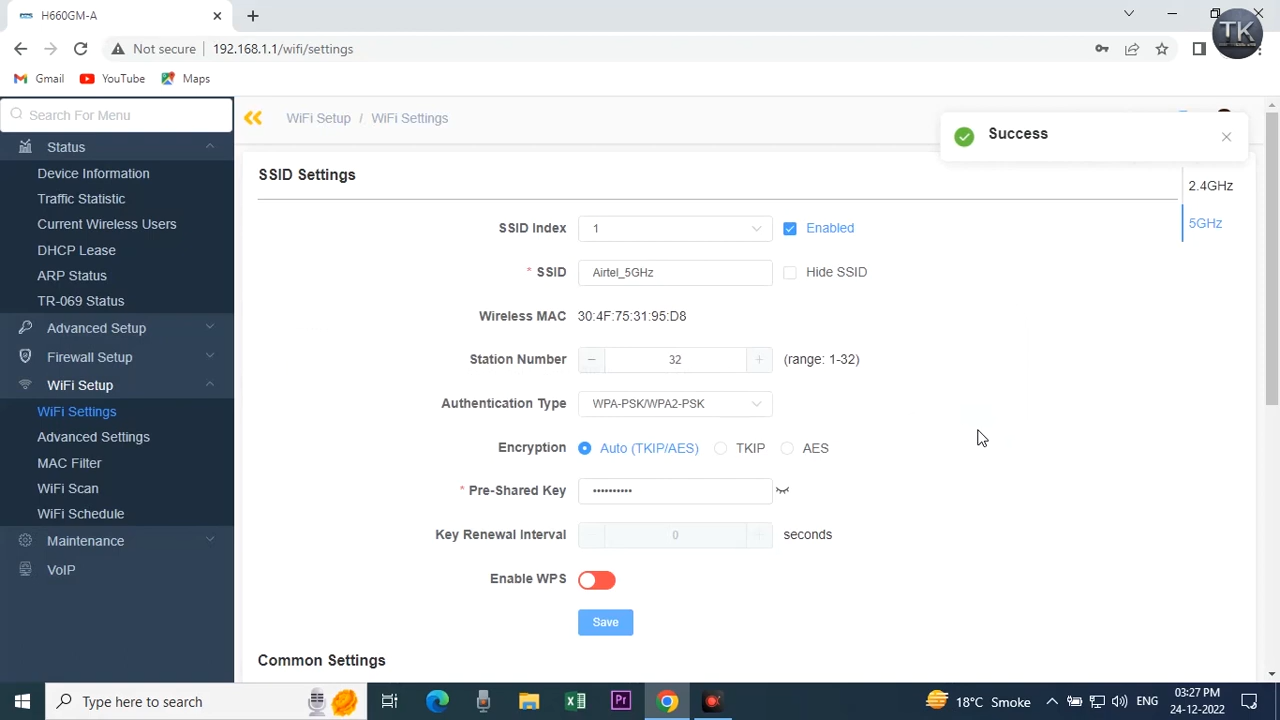 H660GM-A
TK
Not secure
192.168.1.1/wifi/settings
Gmail
YouTube
Maps
Search For Menu
WiFi Setup / WiFi Settings
Success
Status
Device Information
Traffic Statistic
Current Wireless Users
DHCP Lease
ARP Status
TR-069 Status
Advanced Setup
Firewall Setup
WiFi Setup
WiFi Settings
Advanced Settings
MAC Filter
WiFi Scan
WiFi Schedule
Maintenance
VoIP
SSID Settings
2.4GHz
5GHz
SSID Index 1 Enabled
* SSID Airtel_5GHz Hide SSID
Wireless MAC 30:4F:75:31:95:D8
Station Number − 32 + (range: 1-32)
Authentication Type WPA-PSK/WPA2-PSK
Encryption Auto (TKIP/AES) TKIP AES
* Pre-Shared Key ••••••••••
Key Renewal Interval 0 seconds
Enable WPS
Save
Common Settings
Type here to search
Pr
18°C Smoke
ENG
03:27 PM
24-12-2022